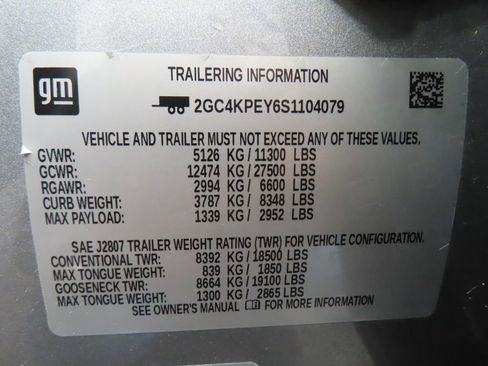 gm
TRAILERING INFORMATION
2GC4KPEY6S1104079
VEHICLE AND TRAILER MUST NOT EXCEED ANY OF THESE VALUES.
GVWR: 5126 KG/11300 LBS
GCWR: 12474 KG/27500 LBS
RGAWR: 2994 KG/ 6600 LBS
CURB WEIGHT: 3787 KG/ 8348 LBS
MAX PAYLOAD: 1339 KG/ 2952 LBS
SAE J2807 TRAILER WEIGHT RATING (TWR) FOR VEHICLE CONFIGURATION.
CONVENTIONAL TWR: 8392 KG/18500 LBS
MAX TONGUE WEIGHT: 839 KG/ 1850 LBS
GOOSENECK TWR: 8664 KG/19100 LBS
MAX TONGUE WEIGHT: 1300 KG/ 2865 LBS
SEE OWNER'S MANUAL FOR MORE INFORMATION